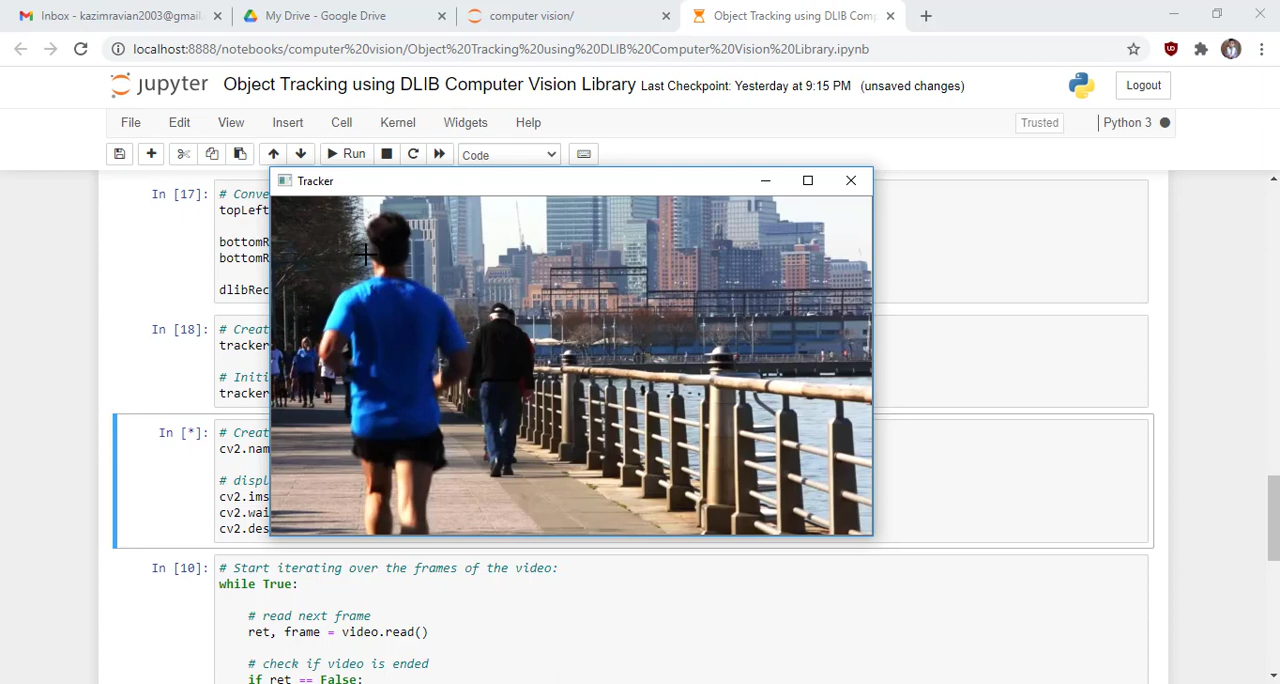 Inbox - kazimravian2003@gmail.
My Drive - Google Drive
computer vision/
Object Tracking using DLIB Comp
localhost:8888/notebooks/computer%20vision/Object%20Tracking%20using%20DLIB%20Computer%20Vision%20Library.ipynb
jupyter Object Tracking using DLIB Computer Vision Library Last Checkpoint: Yesterday at 9:15 PM (unsaved changes)
Logout
File Edit View Insert Cell Kernel Widgets Help
Trusted
Python 3
Run
Code
Tracker
In [17]: # Conve
topLeft
bottomR
bottomR
dlibRec
In [18]: # Creat
tracker
# Initi
tracker
In [*]: # Creat
cv2.nam
# displ
cv2.ims
cv2.wai
cv2.des
In [10]: # Start iterating over the frames of the video:
while True:
# read next frame
ret, frame = video.read()
# check if video is ended
if ret == False: